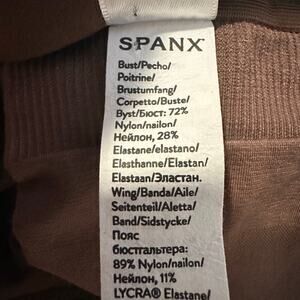 SPANX
Bust/Pecho/
Poitrine/
Brustumfang/
Corpetto/Buste/
Byst/Бюст: 72%
Nylon/nailon/
Нейлон, 28%
Elastane/elastano/
Elasthanne/Elastan/
Elastaan/Эластан.
Wing/Banda/Aile/
Seitenteil/Aletta/
Band/Sidstycke/
Пояс
бюстгальтера:
89% Nylon/nailon/
Нейлон, 11%
LYCRA® Elastane/